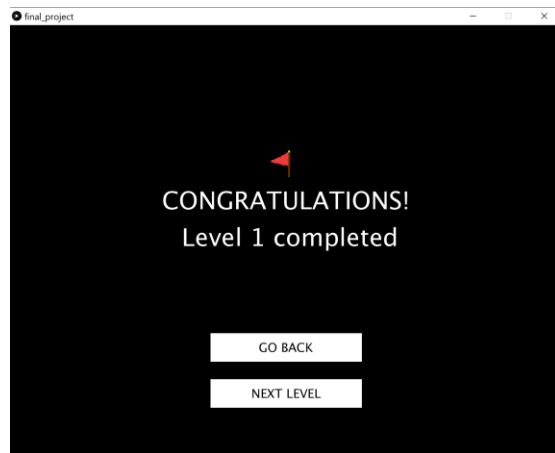 final_project
CONGRATULATIONS!
Level 1 completed
GO BACK
NEXT LEVEL